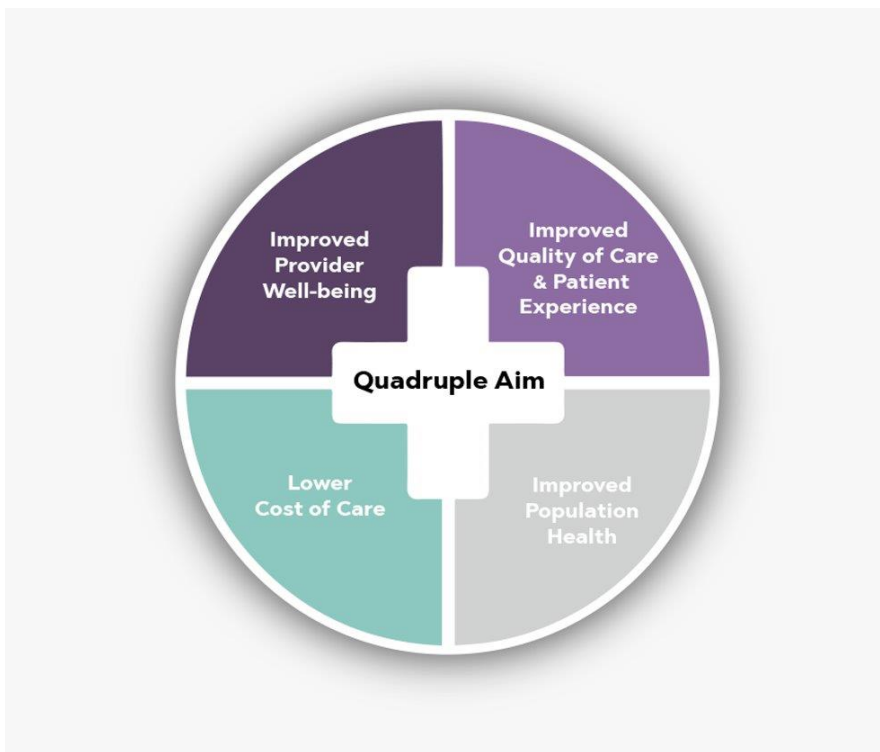 Improved
Provider
Well-being
Improved
Quality of Care
& Patient
Experience
Quadruple Aim
Lower
Cost of Care
Improved
Population
Health